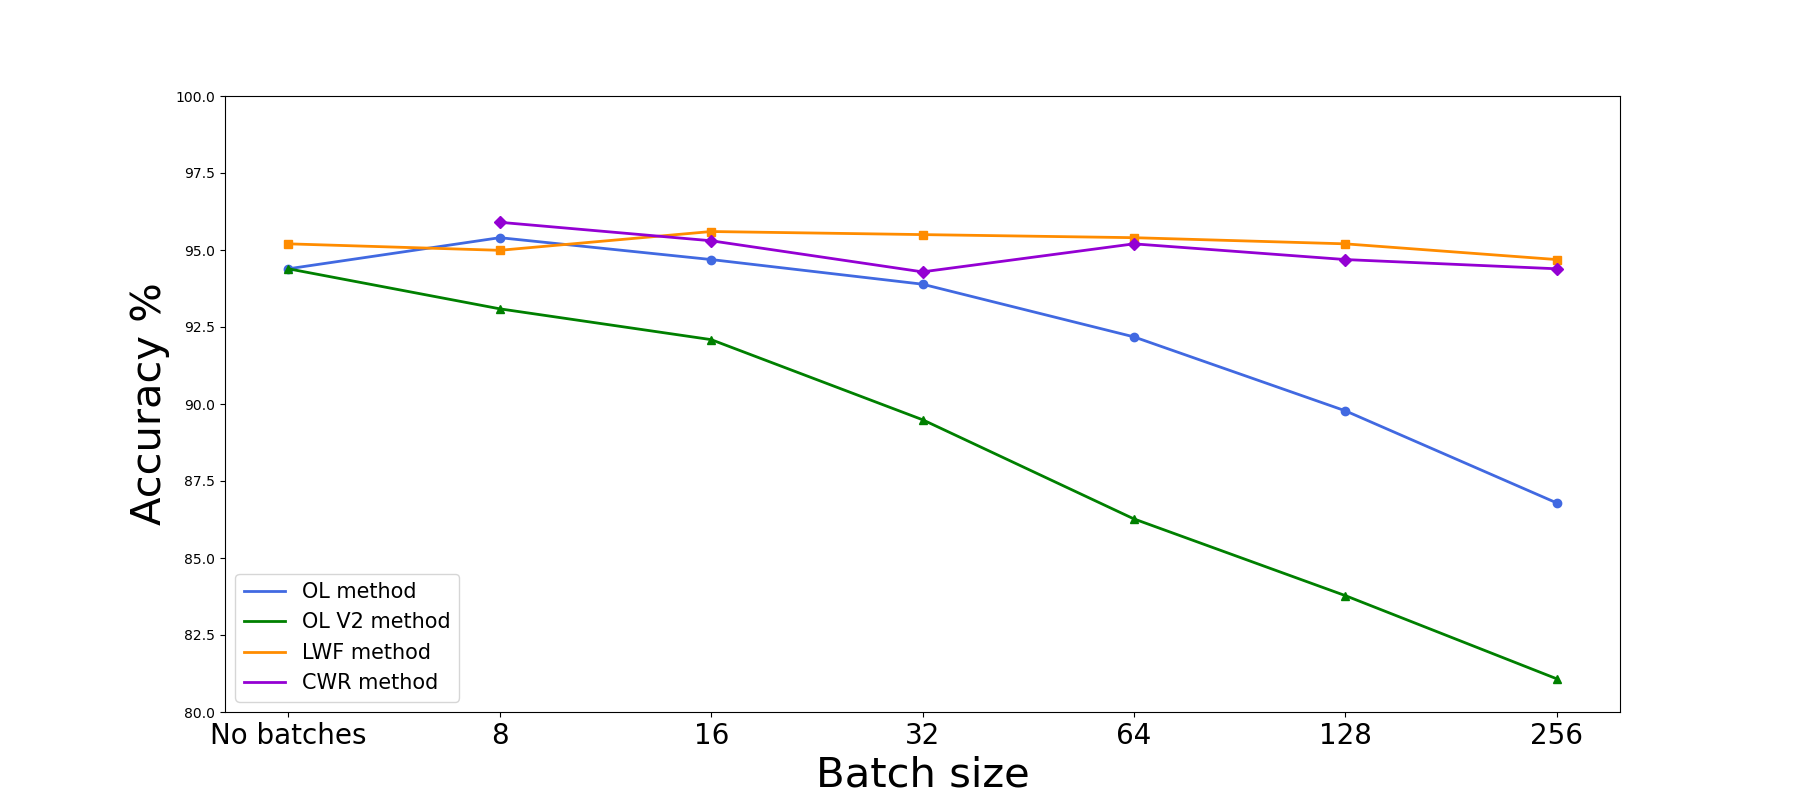 100.0
97.5
95.0
92.5
90.0
87.5
85.0
82.5
80.0
Accuracy %
OL method
OL V2 method
LWF method
CWR method
No batches 8 16 32 64 128 256
Batch size